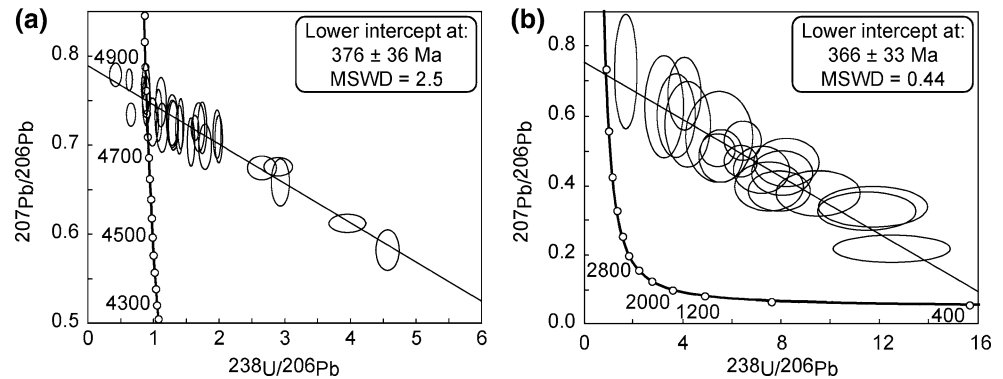 (a)
Lower intercept at:
376 ± 36 Ma
MSWD = 2.5
207Pb/206Pb
0.8
0.7
0.6
0.5
4900
4700
4500
4300
0 1 2 3 4 5 6
238U/206Pb
(b)
Lower intercept at:
366 ± 33 Ma
MSWD = 0.44
207Pb/206Pb
0.8
0.6
0.4
0.2
0.0
2800
2000
1200
400
0 4 8 12 16
238U/206Pb